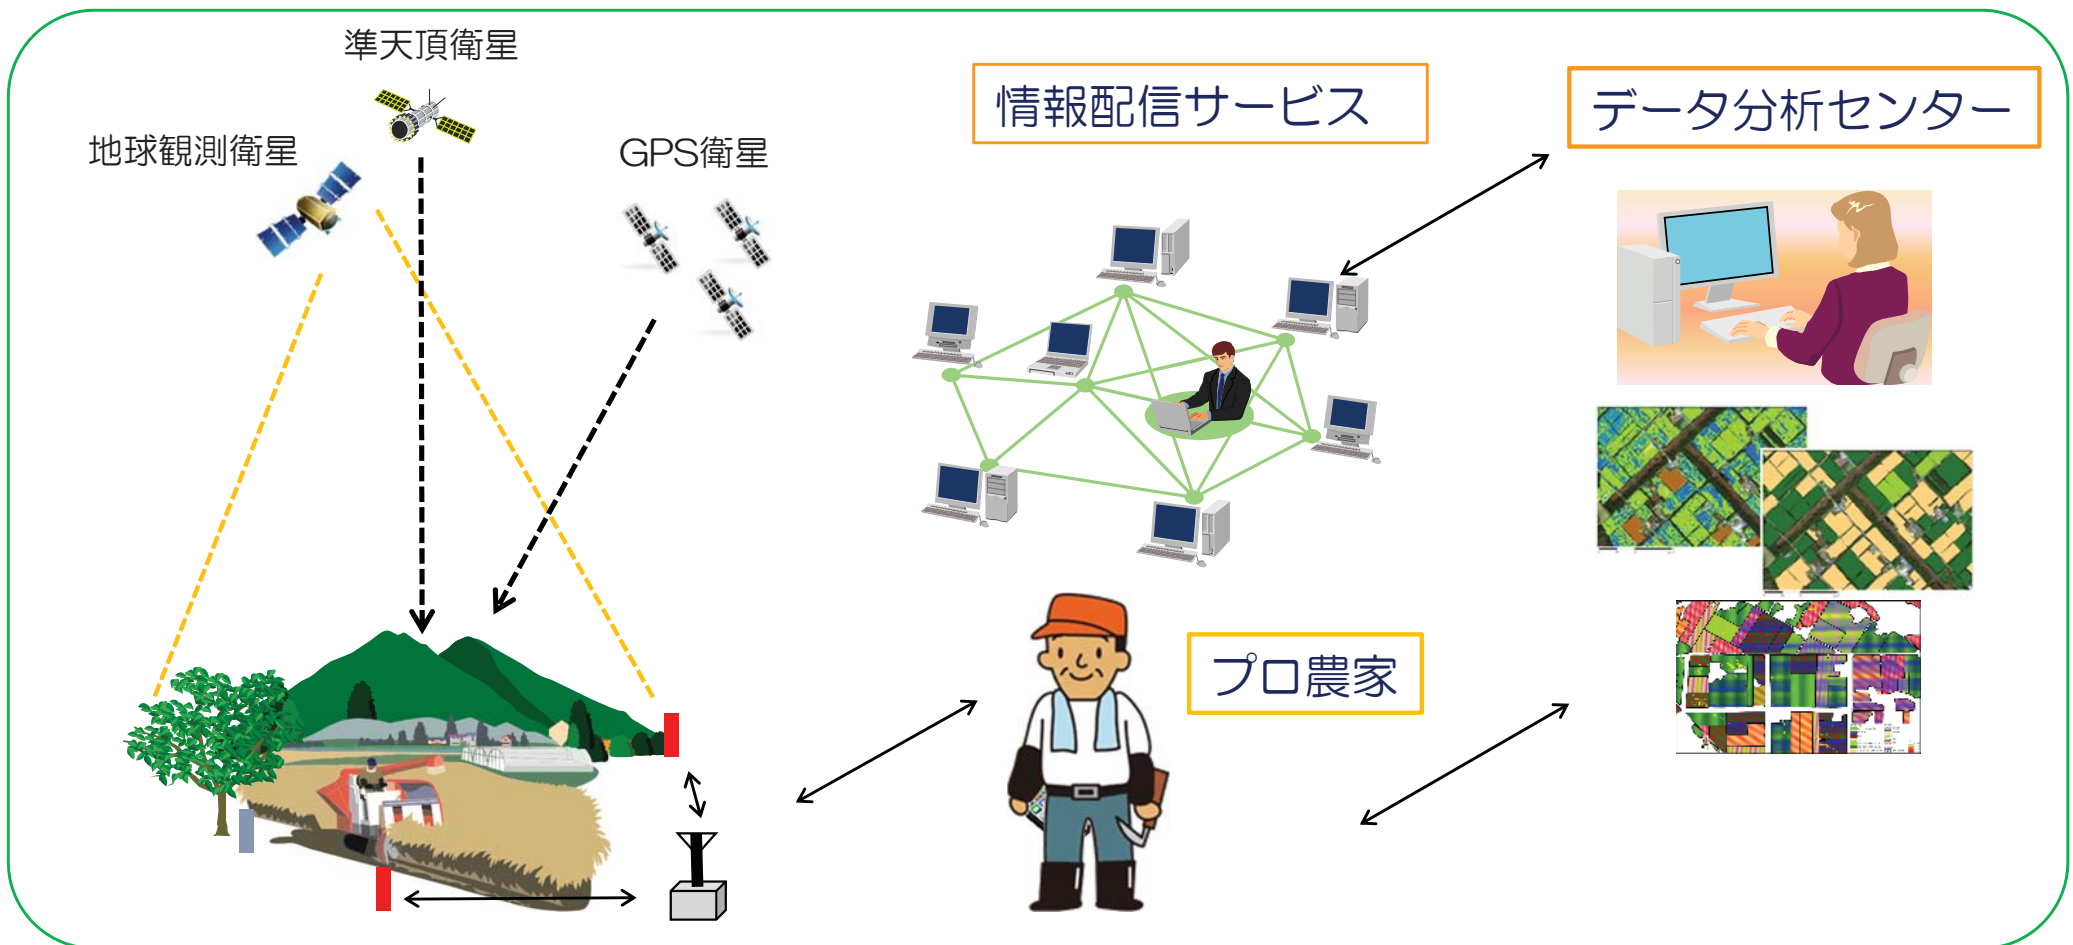 準天頂衛星
地球観測衛星
GPS衛星
情報配信サービス
データ分析センター
プロ農家